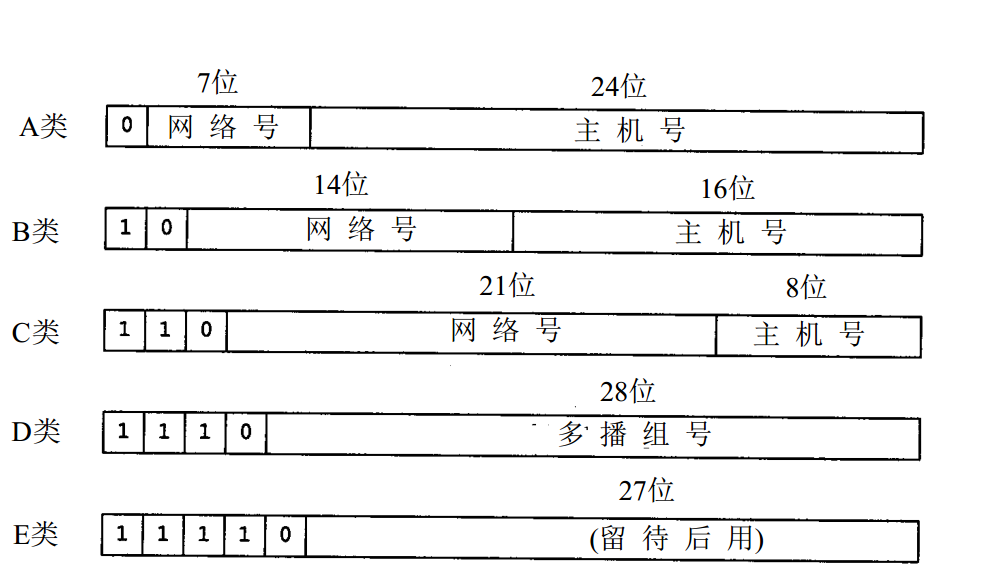 7位 24位
A类 0 网络号 主机号
14位 16位
B类 1 0 网络号 主机号
21位 8位
C类 1 1 0 网络号 主机号
28位
D类 1 1 1 0 多播组号
27位
E类 1 1 1 1 0 (留待后用)